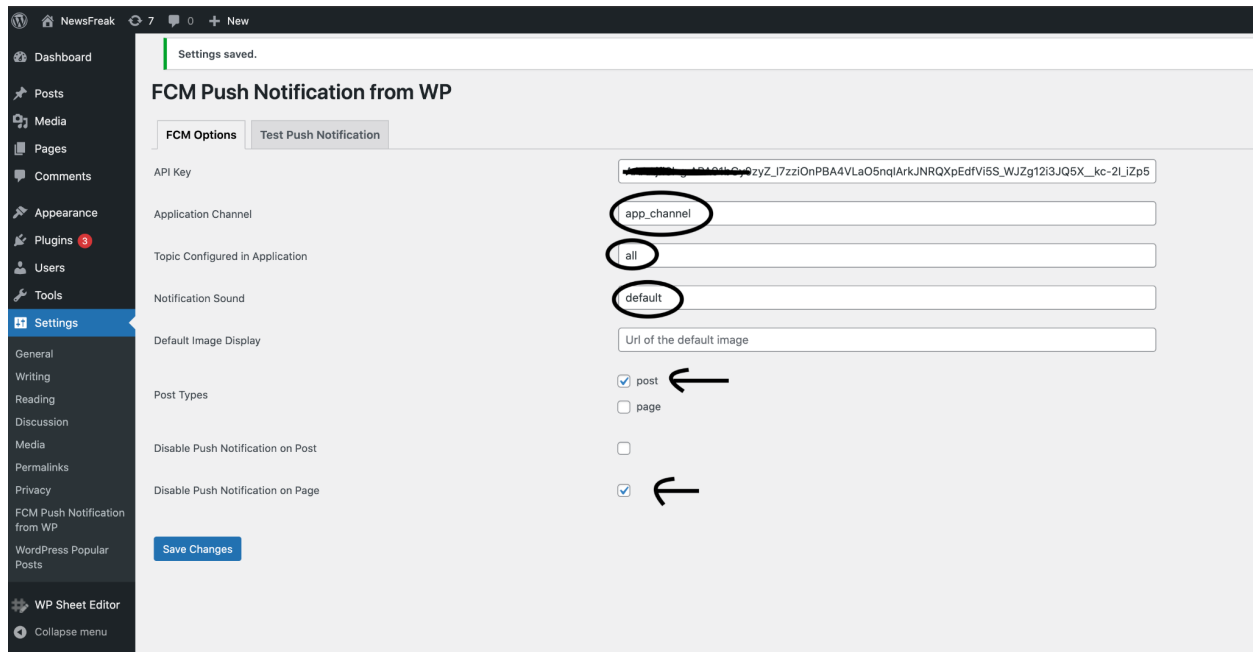 NewsFreak 7 0 + New
Dashboard
Posts
Media
Pages
Comments
Appearance
Plugins 3
Users
Tools
Settings
General
Writing
Reading
Discussion
Media
Permalinks
Privacy
FCM Push Notification
from WP
WordPress Popular
Posts
WP Sheet Editor
Collapse menu
Settings saved.
FCM Push Notification from WP
FCM Options Test Push Notification
API Key
Application Channel app_channel
Topic Configured in Application all
Notification Sound default
Default Image Display Url of the default image
Post Types post
page
Disable Push Notification on Post
Disable Push Notification on Page
Save Changes